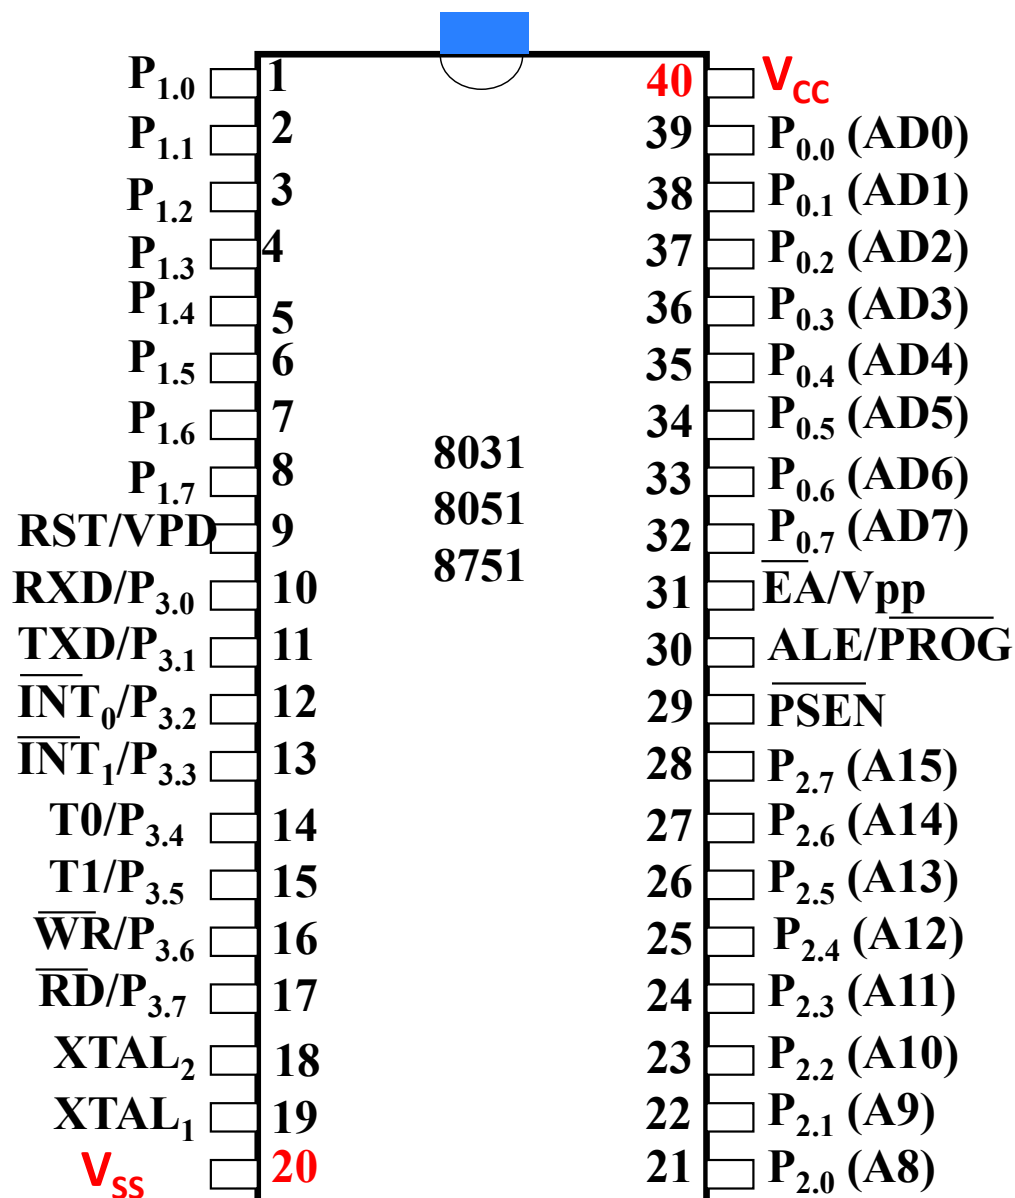 P1.0 1 40 VCC
P1.1 2 39 P0.0 (AD0)
P1.2 3 38 P0.1 (AD1)
P1.3 4 37 P0.2 (AD2)
P1.4 5 36 P0.3 (AD3)
P1.5 6 35 P0.4 (AD4)
P1.6 7 34 P0.5 (AD5)
8031
P1.7 8 33 P0.6 (AD6)
8051
RST/VPD 9 32 P0.7 (AD7)
8751
RXD/P3.0 10 31 E̅A̅/Vpp
TXD/P3.1 11 30 ALE/P̅R̅O̅G̅
I̅N̅T̅0/P3.2 12 29 P̅S̅E̅N̅
I̅N̅T̅1/P3.3 13 28 P2.7 (A15)
T0/P3.4 14 27 P2.6 (A14)
T1/P3.5 15 26 P2.5 (A13)
W̅R̅/P3.6 16 25 P2.4 (A12)
R̅D̅/P3.7 17 24 P2.3 (A11)
XTAL2 18 23 P2.2 (A10)
XTAL1 19 22 P2.1 (A9)
VSS 20 21 P2.0 (A8)